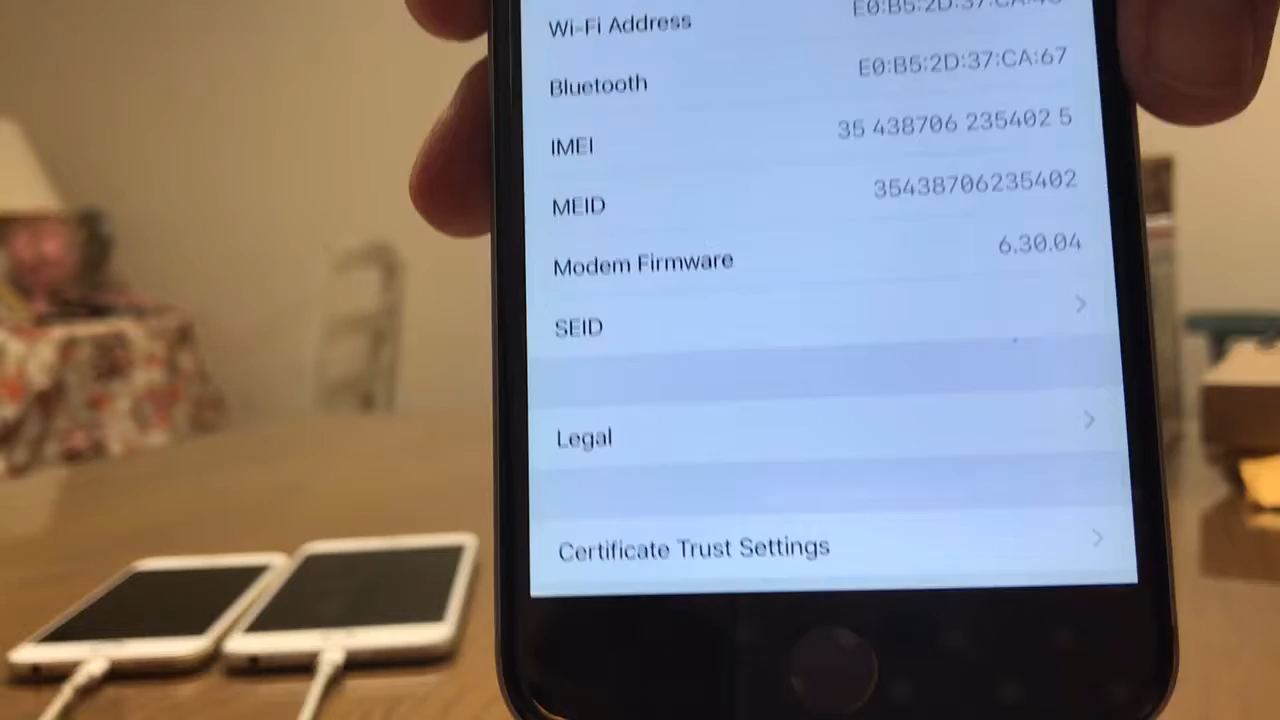 Wi-Fi Address
Bluetooth E0:B5:2D:37:CA:67
IMEI 35 438706 235402 5
MEID 35438706235402
Modem Firmware 6.30.04
SEID
Legal
Certificate Trust Settings